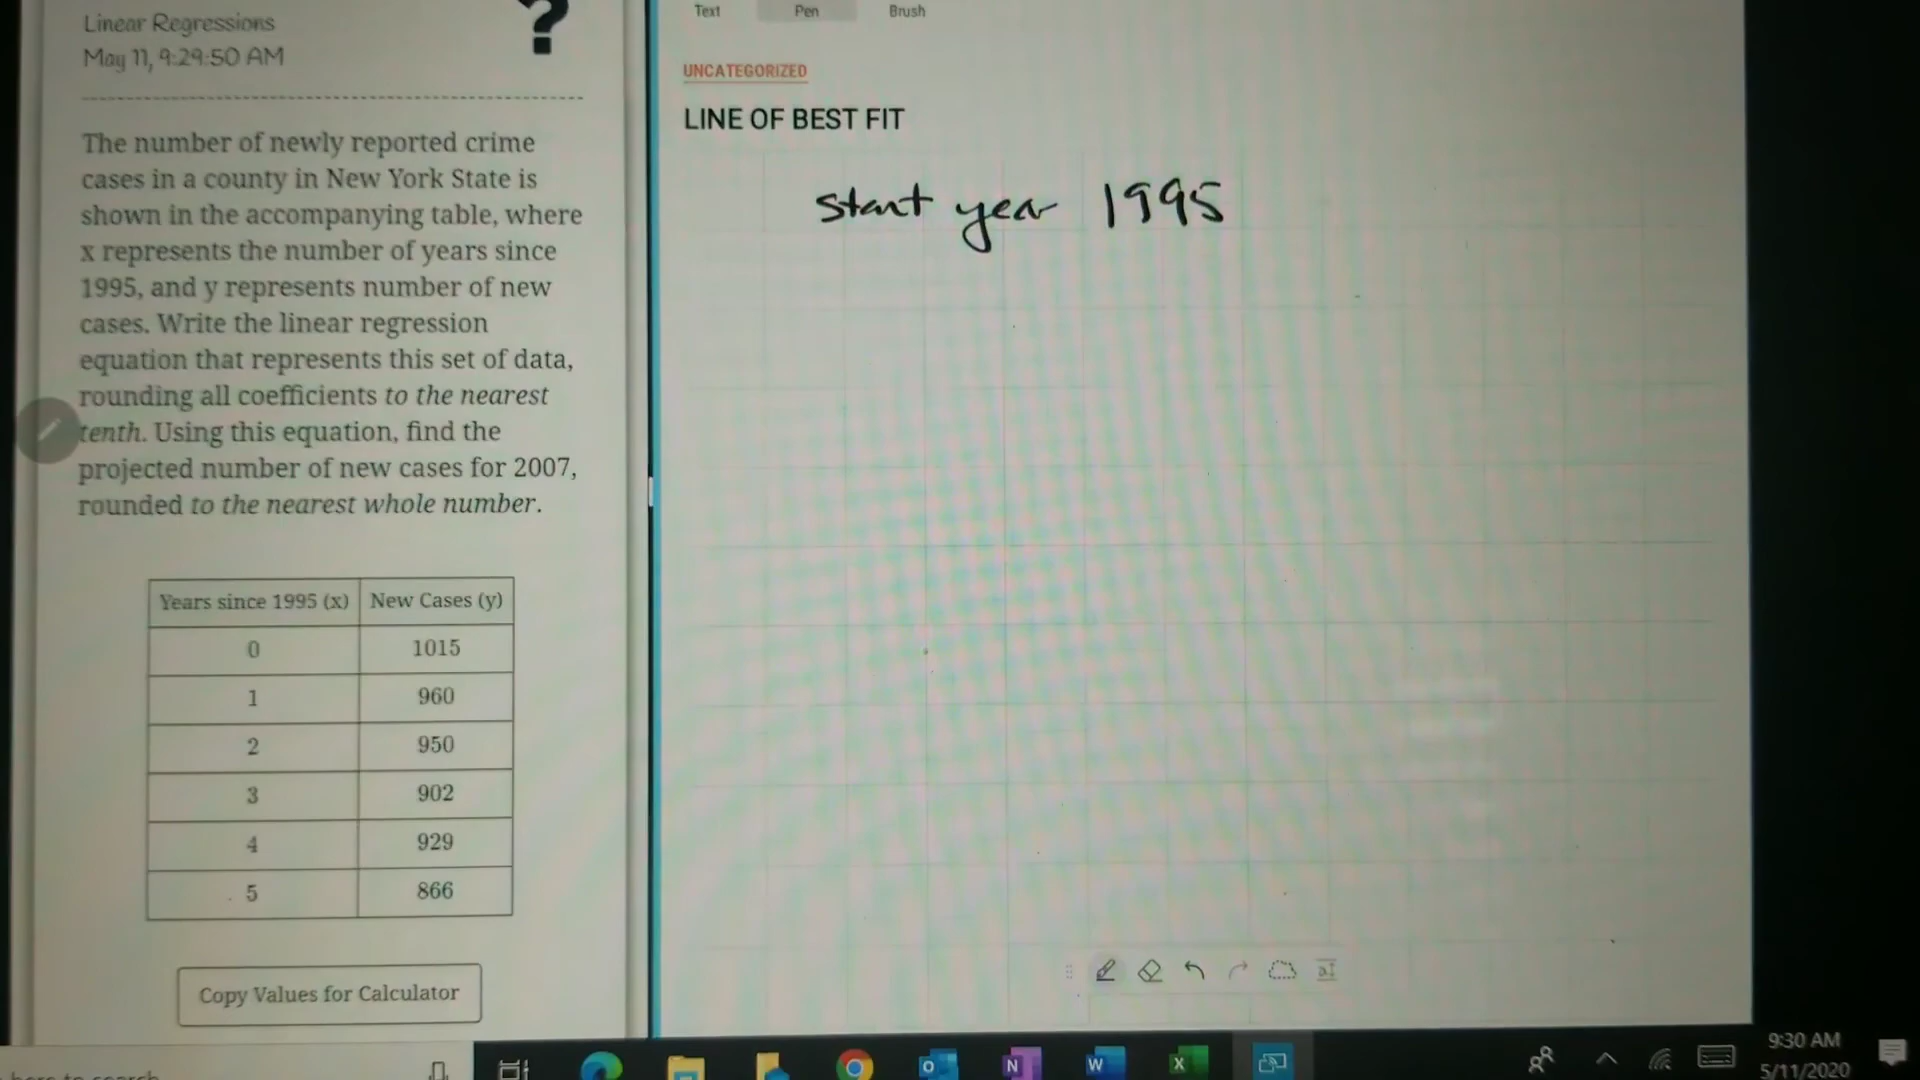 Linear Regressions
May 11, 9:29:50 AM
?
The number of newly reported crime
cases in a county in New York State is
shown in the accompanying table, where
x represents the number of years since
1995, and y represents number of new
cases. Write the linear regression
equation that represents this set of data,
rounding all coefficients to the nearest
tenth. Using this equation, find the
projected number of new cases for 2007,
rounded to the nearest whole number.
Years since 1995 (x) New Cases (y)
0 1015
1 960
2 950
3 902
4 929
5 866
Copy Values for Calculator
Text Pen Brush
UNCATEGORIZED
LINE OF BEST FIT
start year 1995
9:30 AM
5/11/2020